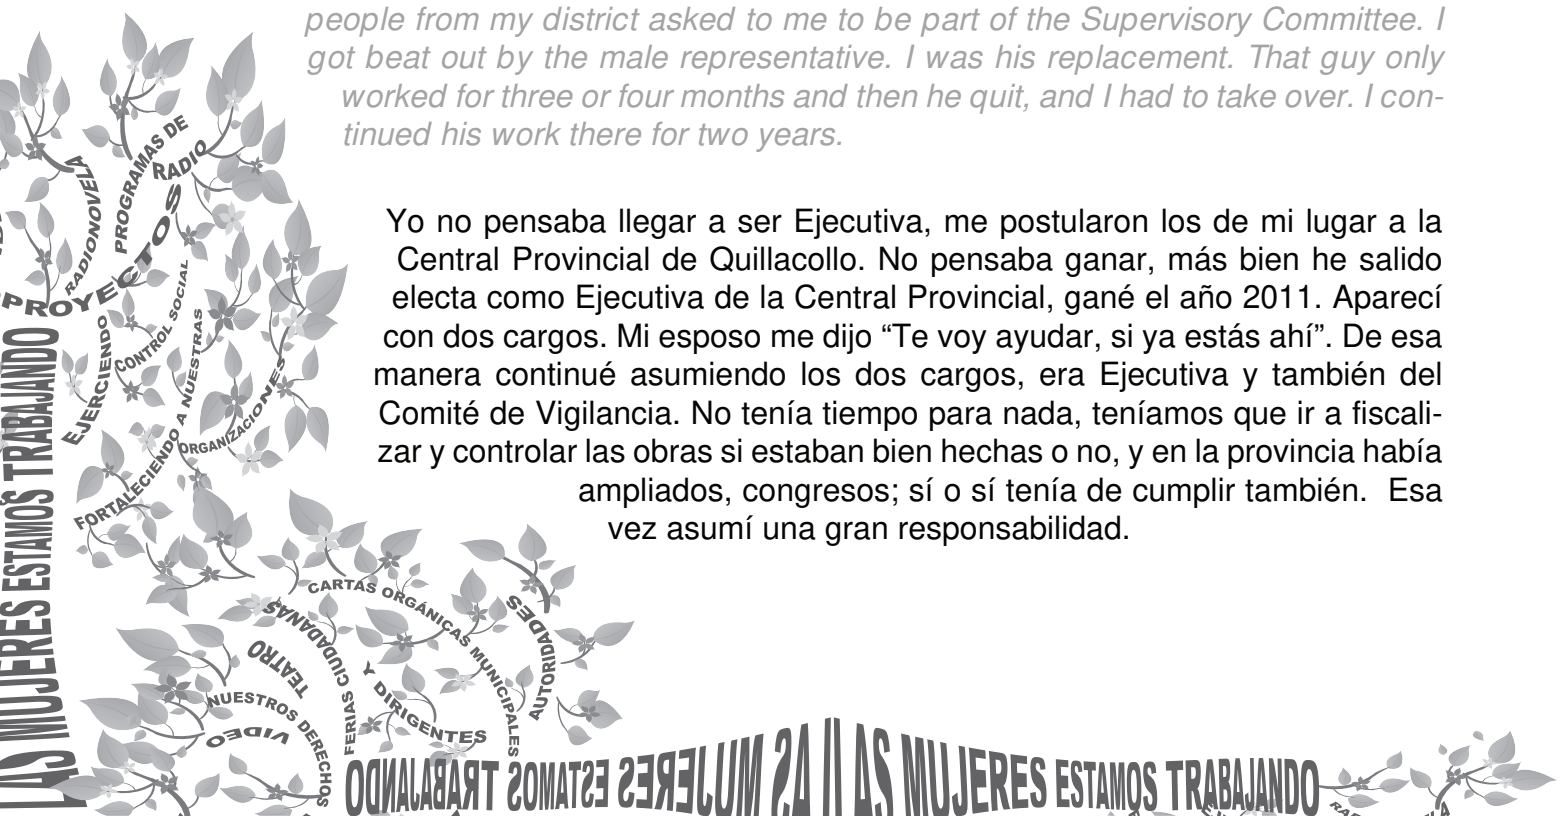 people from my district asked to me to be part of the Supervisory Committee. I
got beat out by the male representative. I was his replacement. That guy only
worked for three or four months and then he quit, and I had to take over. I con-
tinued his work there for two years.
Yo no pensaba llegar a ser Ejecutiva, me postularon los de mi lugar a la
Central Provincial de Quillacollo. No pensaba ganar, más bien he salido
electa como Ejecutiva de la Central Provincial, gané el año 2011. Aparecí
con dos cargos. Mi esposo me dijo “Te voy ayudar, si ya estás ahí”. De esa
manera continué asumiendo los dos cargos, era Ejecutiva y también del
Comité de Vigilancia. No tenía tiempo para nada, teníamos que ir a fiscali-
zar y controlar las obras si estaban bien hechas o no, y en la provincia había
ampliados, congresos; sí o sí tenía de cumplir también.  Esa
vez asumí una gran responsabilidad.
PROGRAMAS DE
RADIO
RADIONOVELA
PROYECTOS
EJERCIENDO
CONTROL SOCIAL
FORTALECIENDO A NUESTRAS
ORGANIZACIONES
LAS MUJERES ESTAMOS TRABAJANDO
CARTAS ORGÁNICAS MUNICIPALES
AUTORIDADES
Y DIRIGENTES
FERIAS CIUDADANAS
TEATRO
NUESTROS DERECHOS
VIDEO
LAS MUJERES ESTAMOS TRABAJANDO
LAS MUJERES ESTAMOS TRABAJANDO